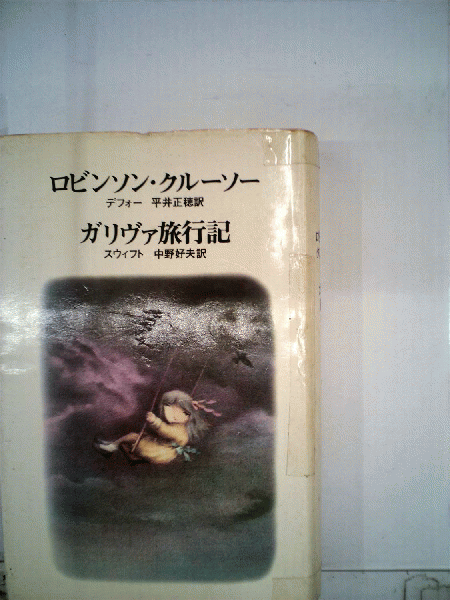 ロビンソン・クルーソー
デフォー 平井正穂訳
ガリヴァ旅行記
スウィフト 中野好夫訳